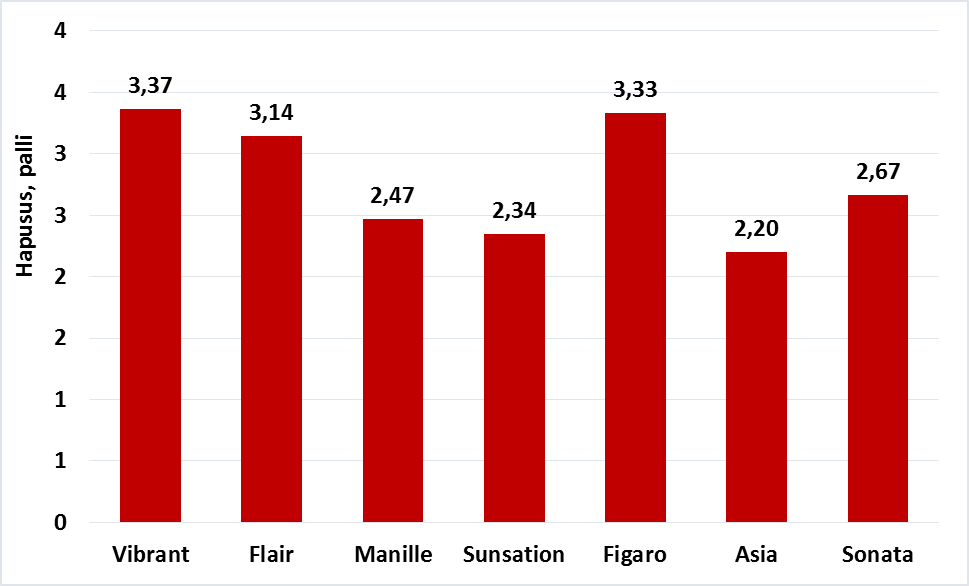 Hapusus, palli
4
4
3
3
2
2
1
1
0
3,37
3,14
2,47
2,34
3,33
2,20
2,67
Vibrant
Flair
Manille
Sunsation
Figaro
Asia
Sonata